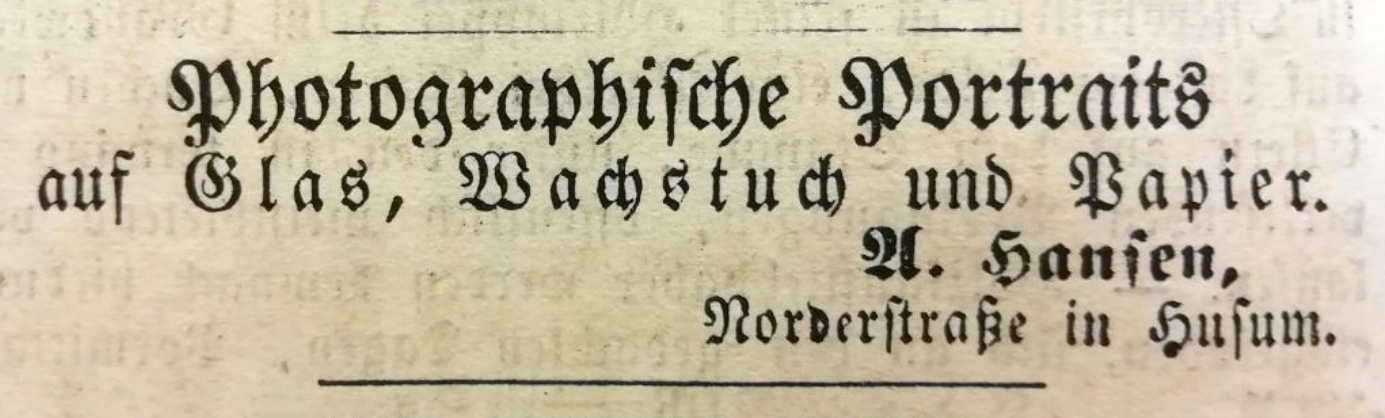 Photographiſche Portraits
auf Glas, Wachstuch und Papier.
A. Hanſen,
Norderſtraße in Huſum.